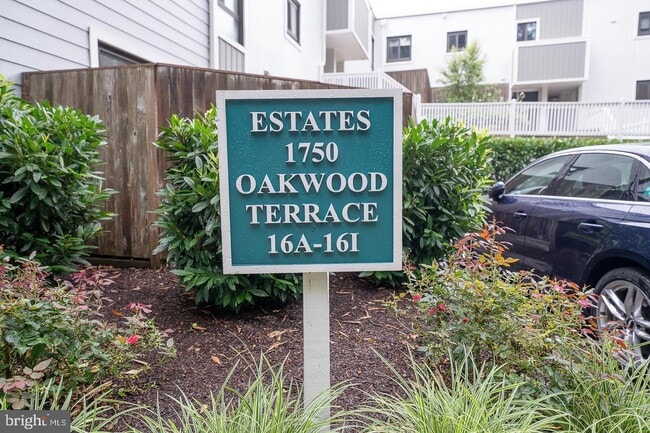 ESTATES
1750
OAKWOOD
TERRACE
16A-16I
bright MLS